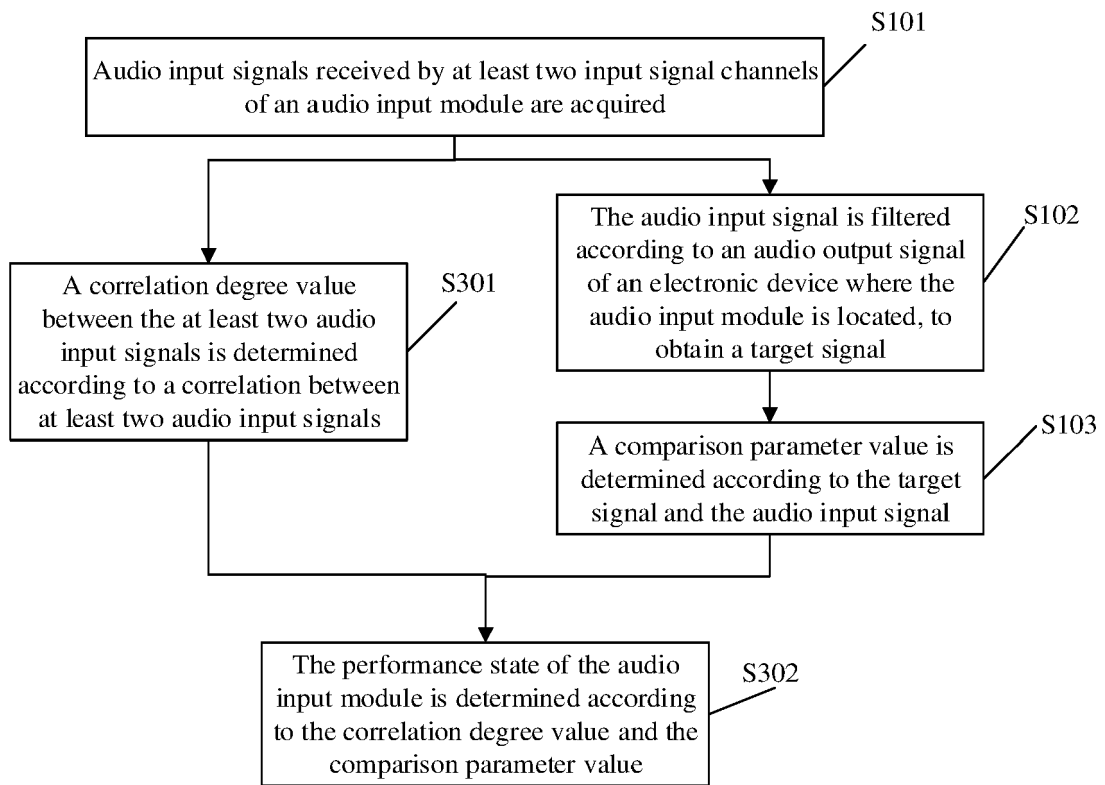 S101
Audio input signals received by at least two input signal channels
of an audio input module are acquired
The audio input signal is filtered
according to an audio output signal
of an electronic device where the
audio input module is located, to
obtain a target signal
S102
A correlation degree value
between the at least two audio
input signals is determined
according to a correlation between
at least two audio input signals
S301
A comparison parameter value is
determined according to the target
signal and the audio input signal
S103
The performance state of the audio
input module is determined according
to the correlation degree value and the
comparison parameter value
S302